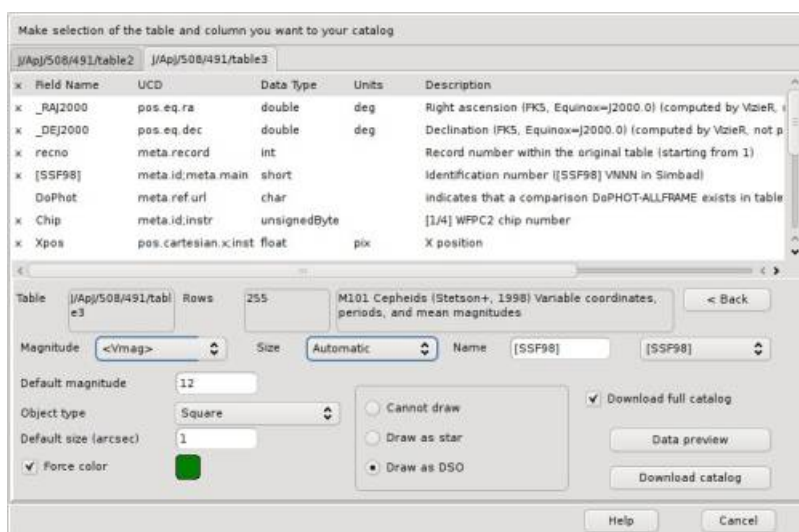 Make selection of the table and column you want to your catalog
J/ApJ/508/491/table2 J/ApJ/508/491/table3
x Field Name UCD Data Type Units Description
x _RAJ2000 pos.eq.ra double deg Right ascension (FK5, Equinox=J2000.0) (computed by VizieR,
x _DEJ2000 pos.eq.dec double deg Declination (FK5, Equinox=J2000.0) (computed by VizieR, not p
x recno meta.record int Record number within the original table (starting from 1)
x [SSF98] meta.id;meta.main short Identification number ([SSF98] VNNN in Simbad)
DoPhot meta.ref.url char indicates that a comparison DoPHOT-ALLFRAME exists in table
x Chip meta.id;instr unsignedByte [1/4] WFPC2 chip number
x Xpos pos.cartesian.x;inst float pix X position
Table J/ApJ/508/491/tabl Rows 255 M101 Cepheids (Stetson+, 1998) Variable coordinates, < Back
e3 periods, and mean magnitudes
Magnitude <Vmag> Size Automatic Name [SSF98] [SSF98]
Default magnitude 12
Download full catalog
Cannot draw
Object type Square
Draw as star Data preview
Default size (arcsec) 1
Force color Draw as DSO Download catalog
Help Cancel